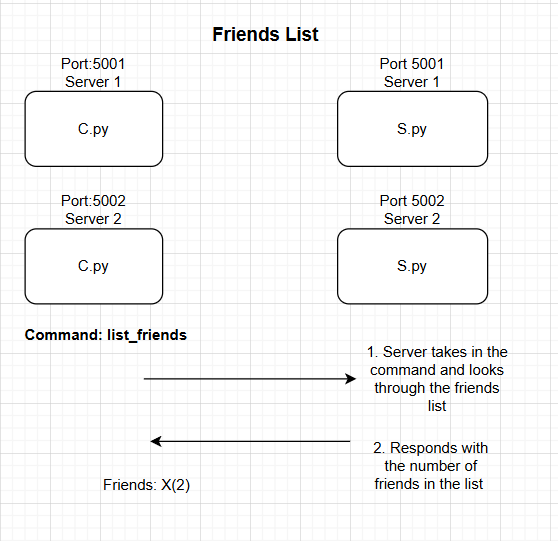 Friends List
Port:5001
Server 1
C.py
Port 5001
Server 1
S.py
Port:5002
Server 2
C.py
Port 5002
Server 2
S.py
Command: list_friends
1. Server takes in the
command and looks
through the friends
list
2. Responds with
the number of
friends in the list
Friends: X(2)